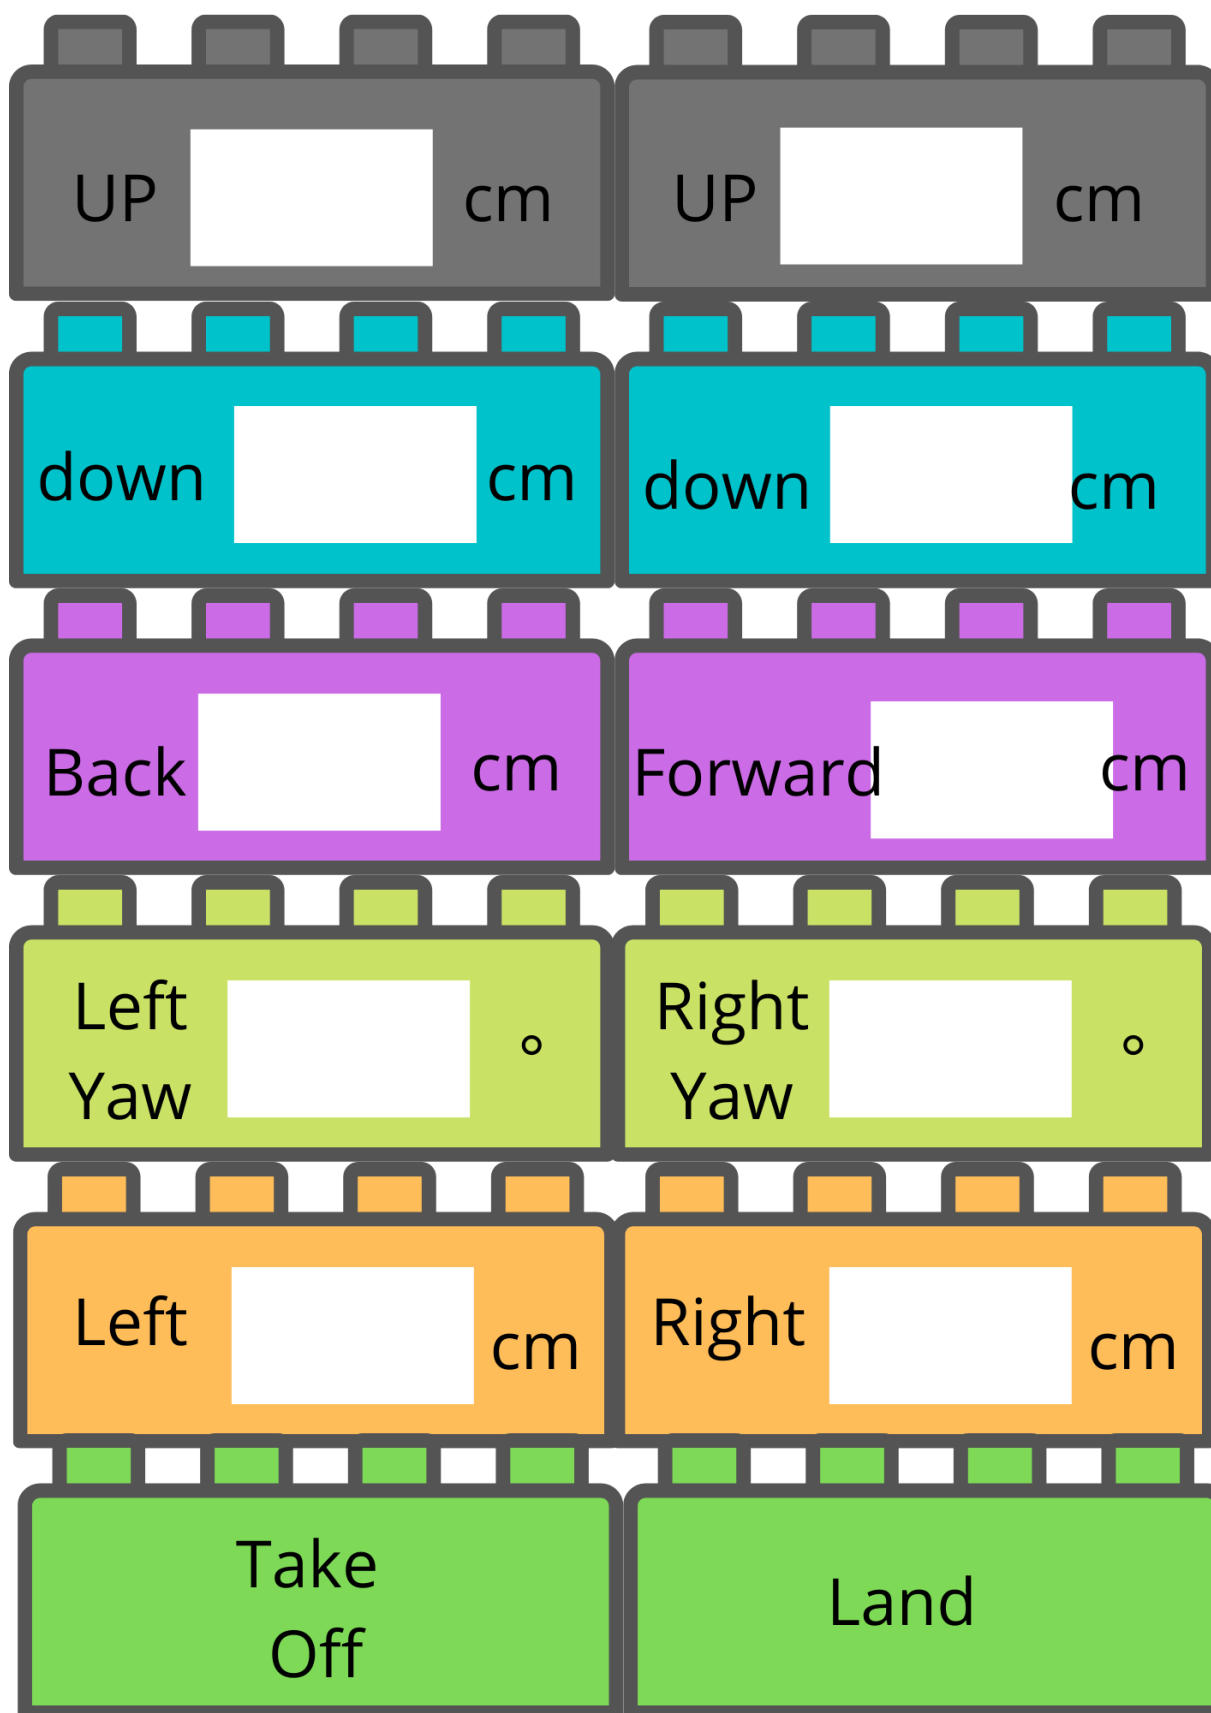 UP cm UP cm
down cm down cm
Back cm Forward cm
Left
Yaw
°
Right
Yaw
°
Left cm Right cm
Take
Off
Land